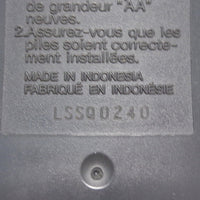 de grandeur "AA"
neuves.
2.Assurez-vous que les
piles soient correcte-
ment installées.
MADE IN INDONESIA
FABRIQUÉ EN INDONÉSIE
LSSQ0240